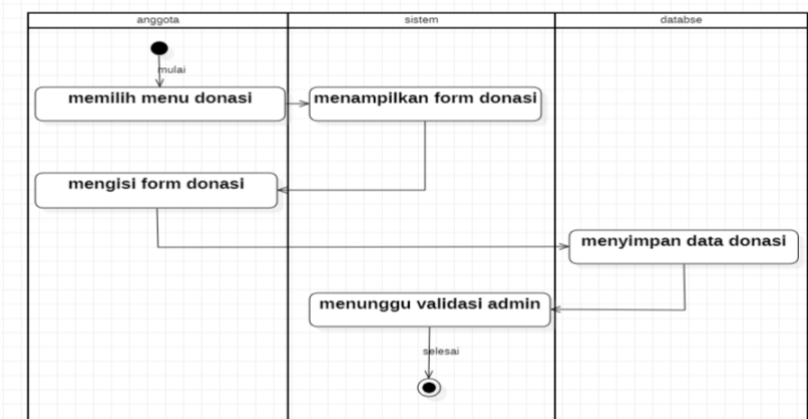 anggota
sistem
databse
mulai
memilih menu donasi
menampilkan form donasi
mengisi form donasi
menyimpan data donasi
menunggu validasi admin
selesai